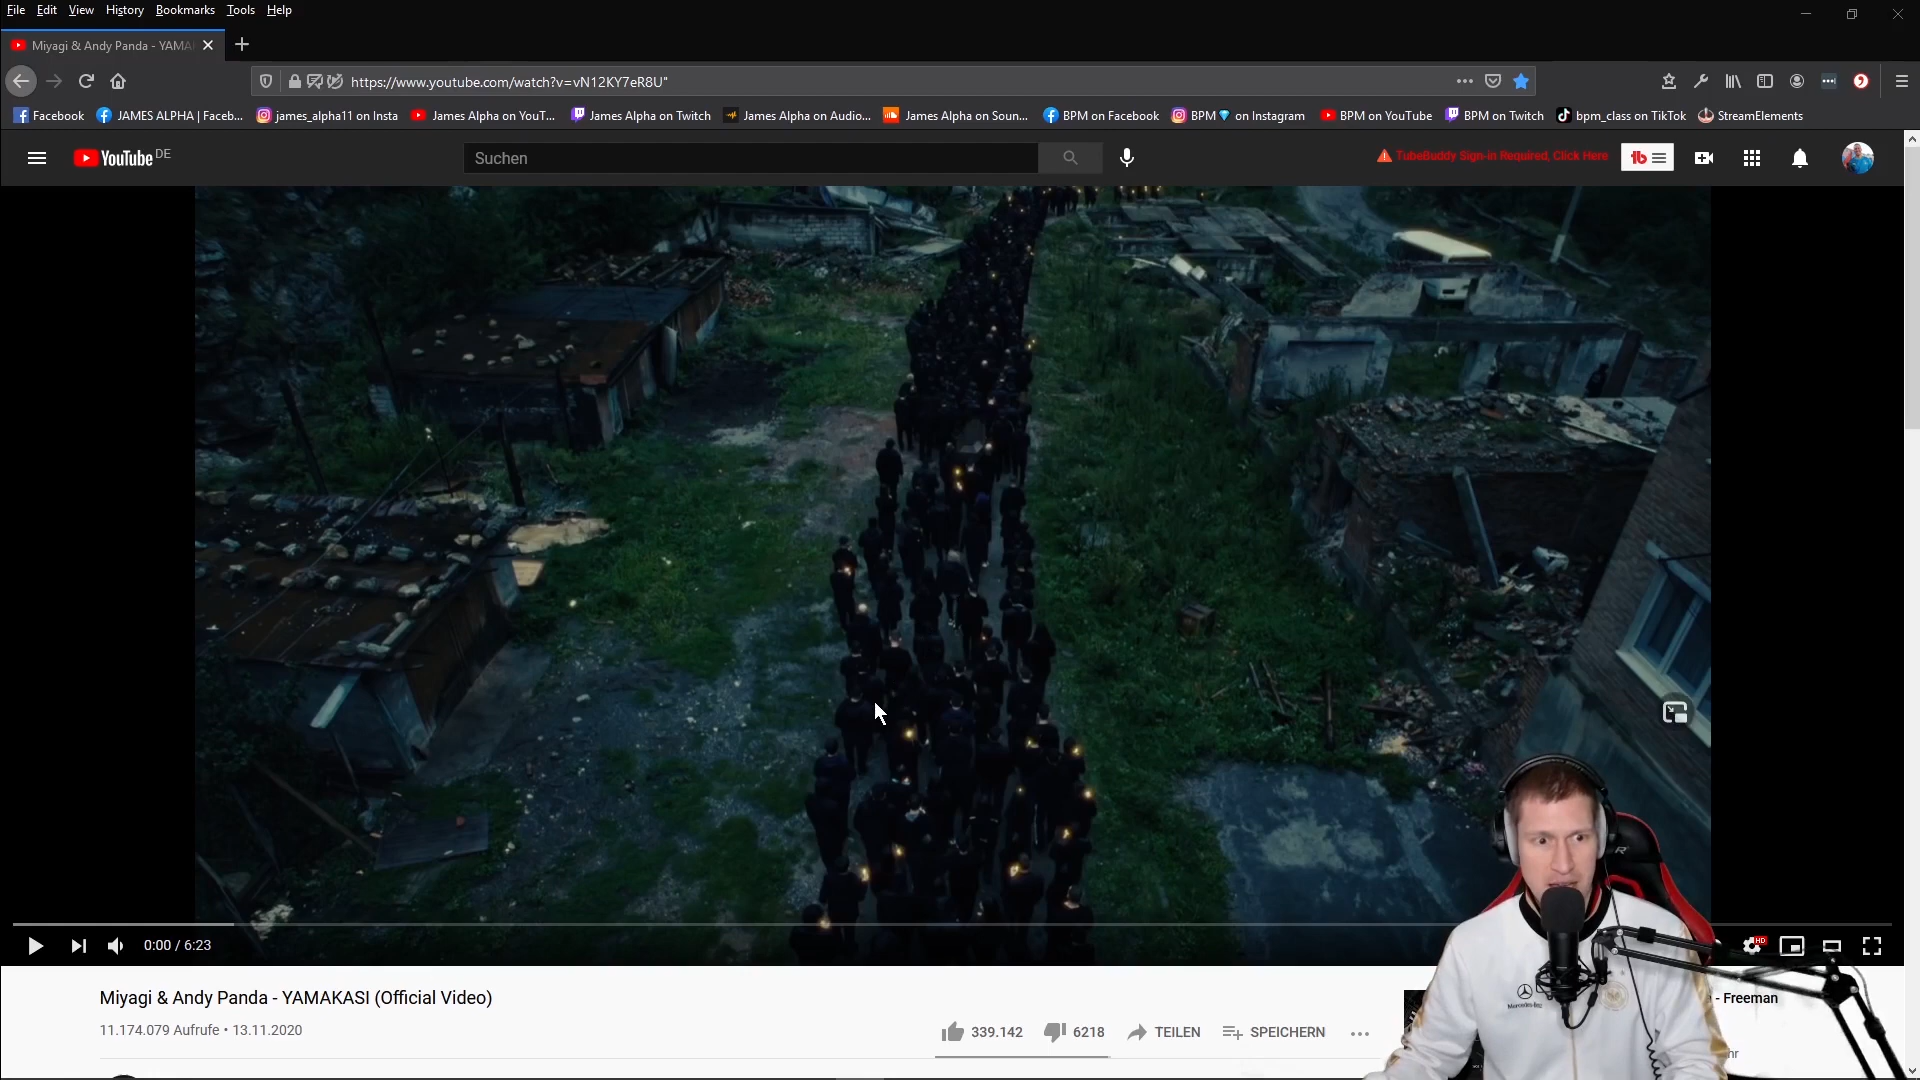 File Edit View History Bookmarks Tools Help
Miyagi & Andy Panda - YAMA
https://www.youtube.com/watch?v=vN12KY7eR8U"
Facebook JAMES ALPHA | Faceb... james_alpha11 on Insta James Alpha on YouT... James Alpha on Twitch James Alpha on Audio... James Alpha on Soun... BPM on Facebook BPM💎 on Instagram BPM on YouTube BPM on Twitch bpm_class on TikTok StreamElements
YouTube DE
Suchen
TubeBuddy Sign-in Required, Click Here
tb
0:00 / 6:23
HD
Miyagi & Andy Panda - YAMAKASI (Official Video)
11.174.079 Aufrufe • 13.11.2020
339.142 6218 TEILEN SPEICHERN
- Freeman
Mercedes-Benz